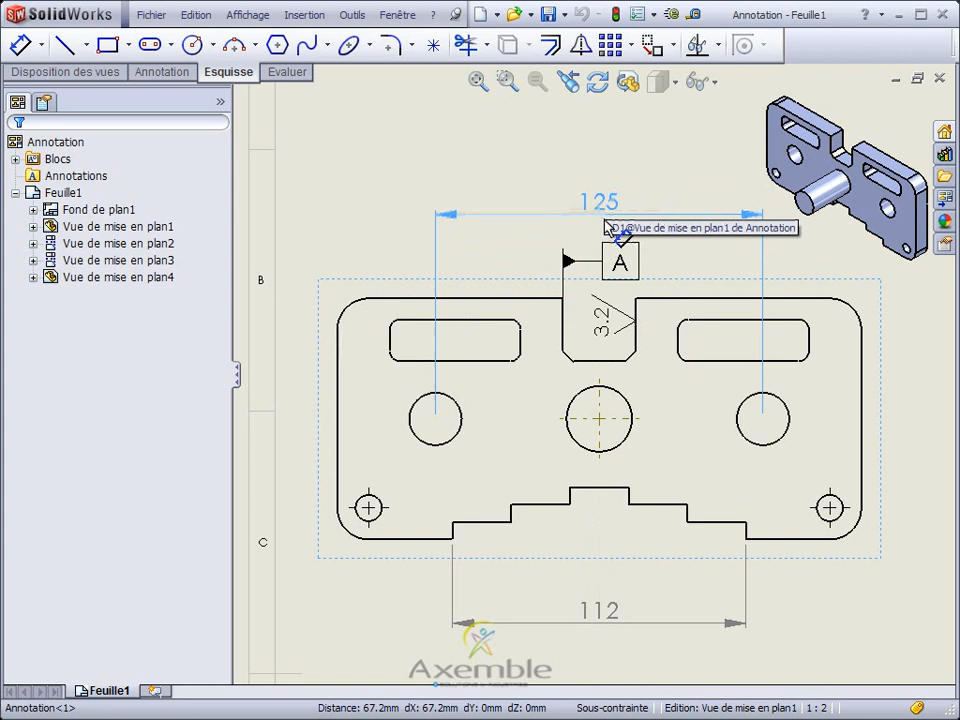 SolidWorks
Fichier Edition Affichage Insertion Outils Fenêtre ?
Annotation - Feuille1
Disposition des vues Annotation Esquisse Evaluer
Annotation
Blocs
Annotations
Feuille1
Fond de plan1
Vue de mise en plan1
Vue de mise en plan2
Vue de mise en plan3
Vue de mise en plan4
125
D1@Vue de mise en plan1 de Annotation
A
B
3.2
C
112
Axemble
Feuille1
Annotation<1>
Distance: 67.2mm dX: 67.2mm dY: 0mm dZ: 0mm
Sous-contrainte
Edition: Vue de mise en plan1
1 : 2